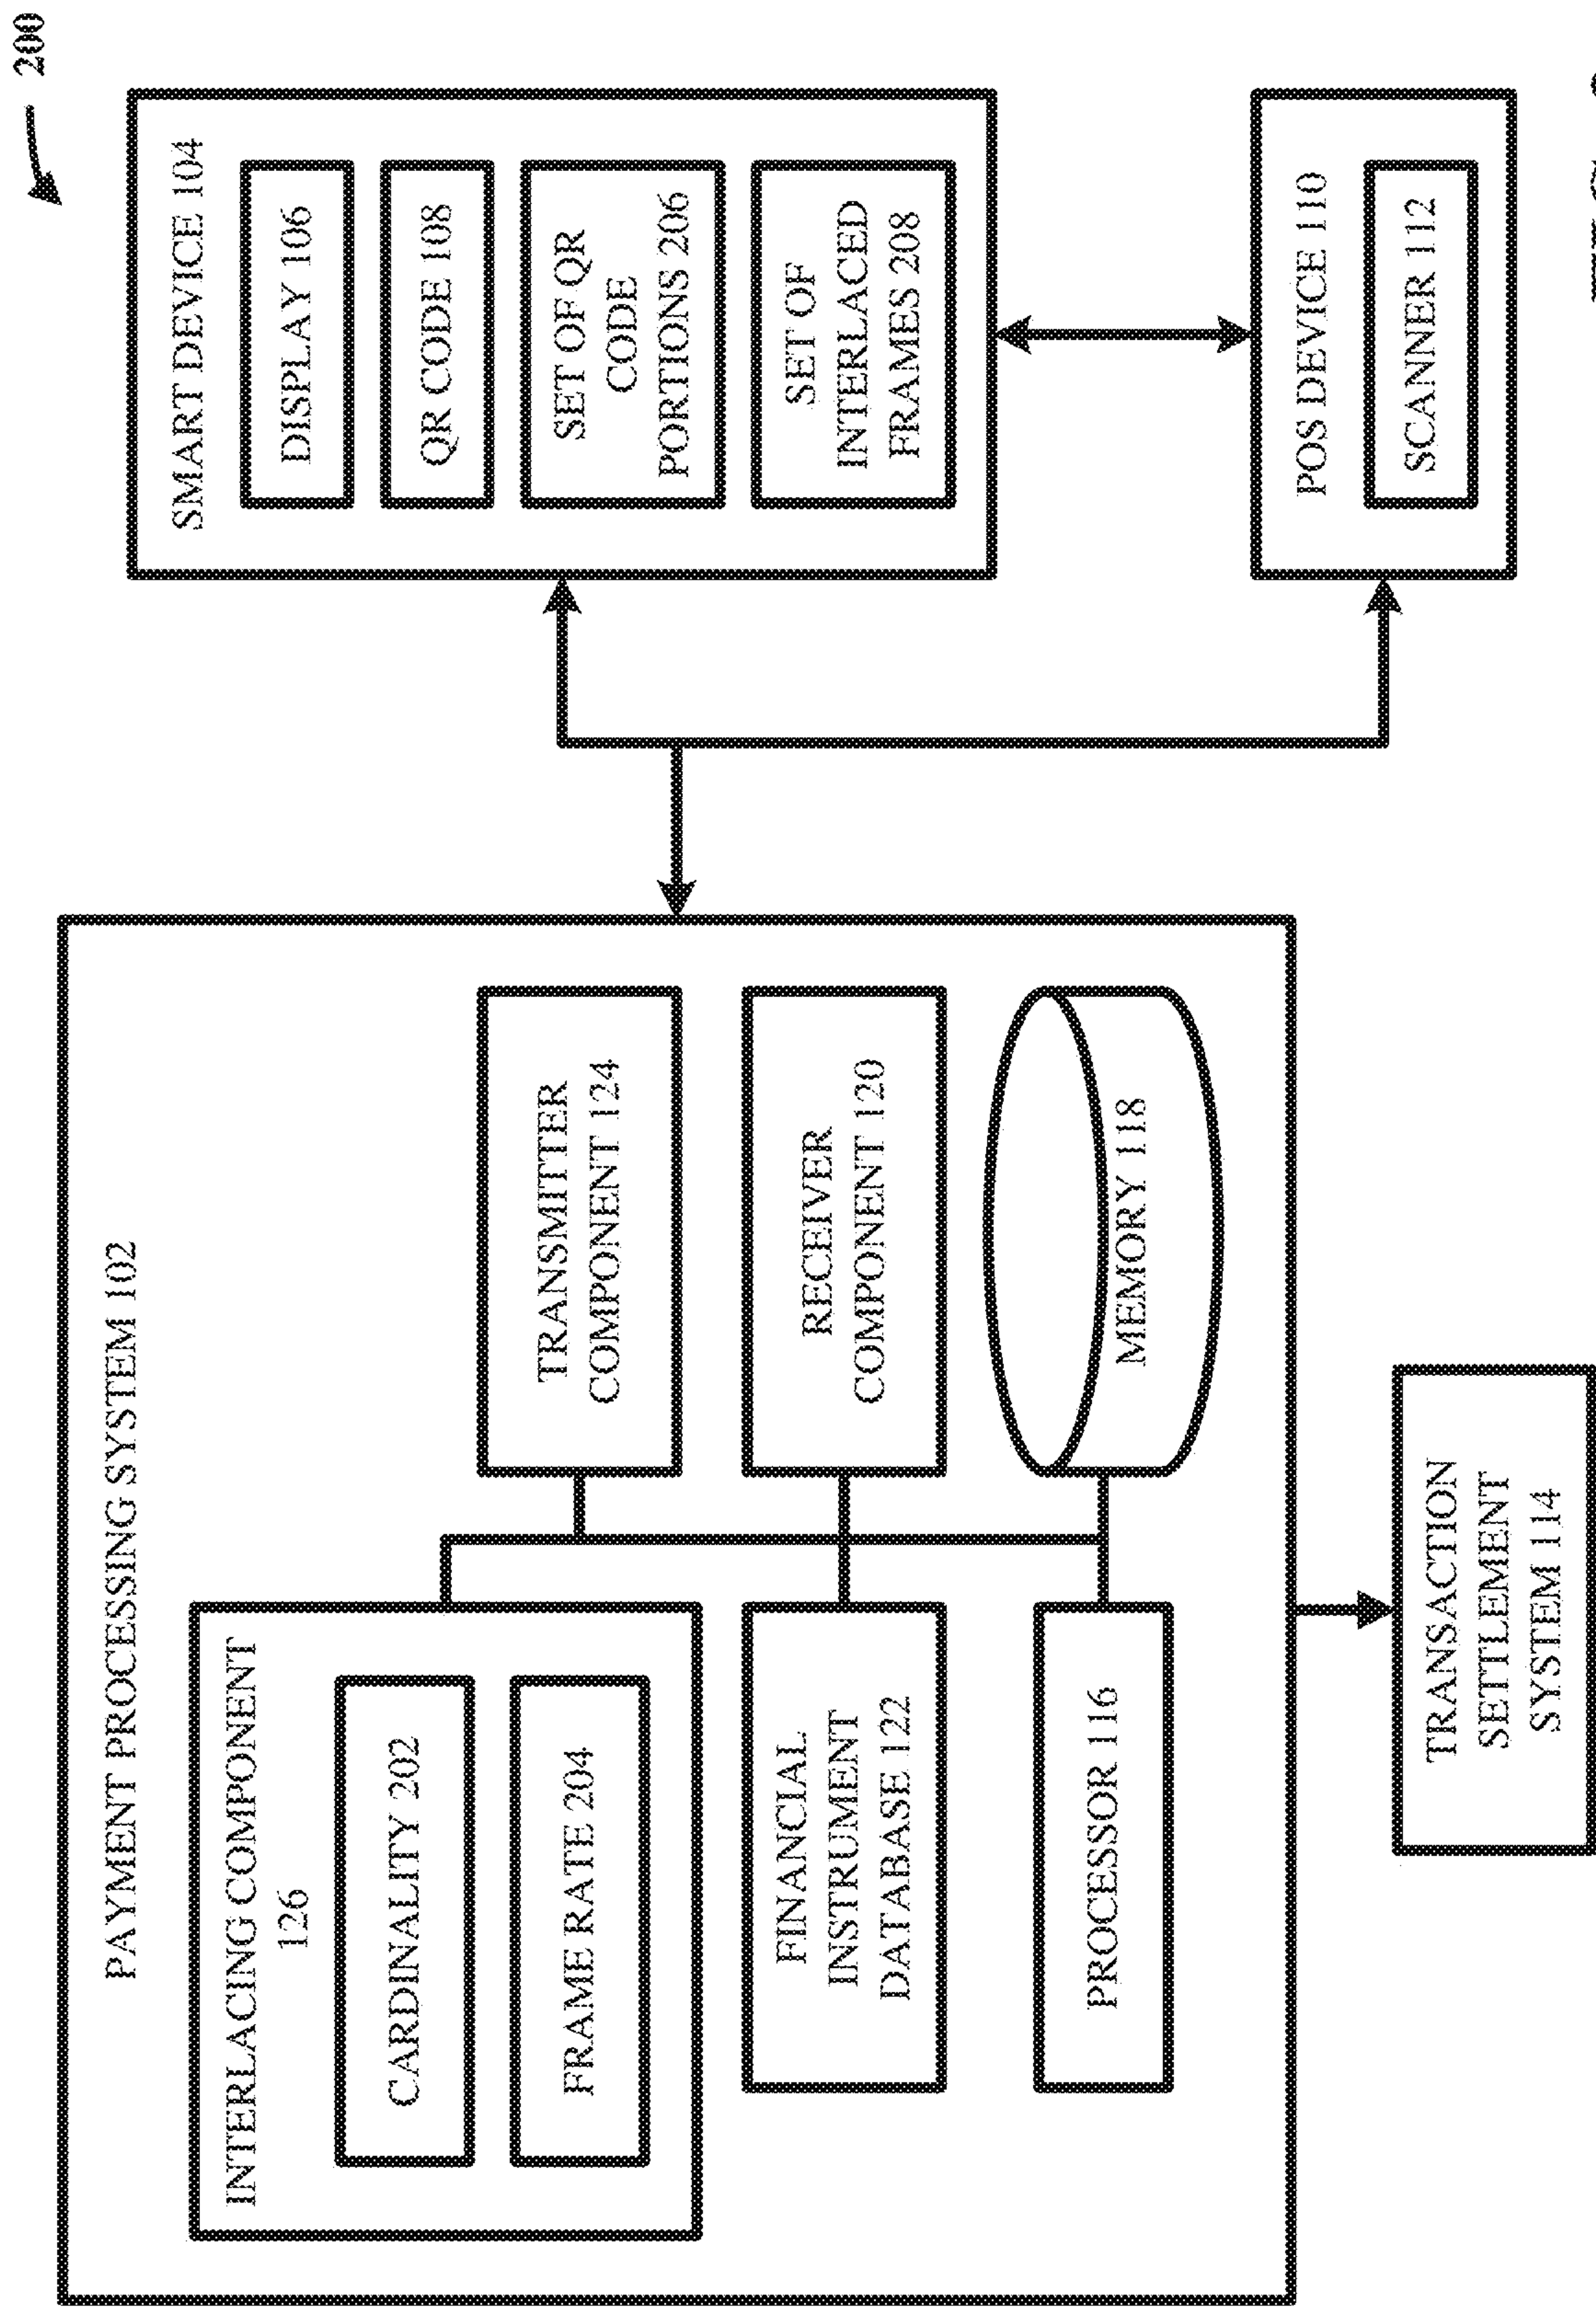 200
PAYMENT PROCESSING SYSTEM 102
INTERLACING COMPONENT
126
CARDINALITY 202
FRAME RATE 204
FINANCIAL
INSTRUMENT
DATABASE 122
PROCESSOR 116
TRANSMITTER
COMPONENT 124
RECEIVER
COMPONENT 120
MEMORY 118
TRANSACTION
SETTLEMENT
SYSTEM 114
SMART DEVICE 104
DISPLAY 106
QR CODE 108
SET OF QR
CODE
PORTIONS 206
SET OF
INTERLACED
FRAMES 208
POS DEVICE 110
SCANNER 112